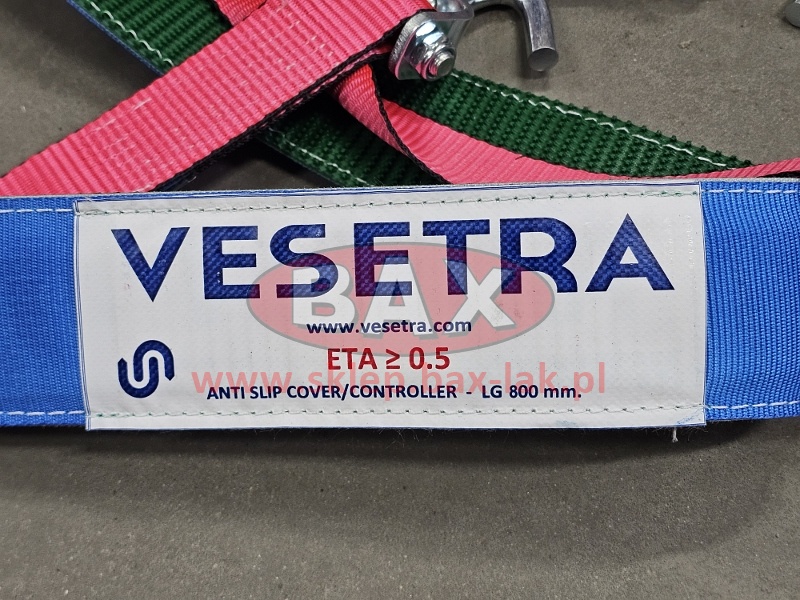 VESETRA
BAX
www.vesetra.com
ETA ≥ 0.5
www.sklep.bax-lak.pl
ANTI SLIP COVER/CONTROLLER - LG 800 mm.